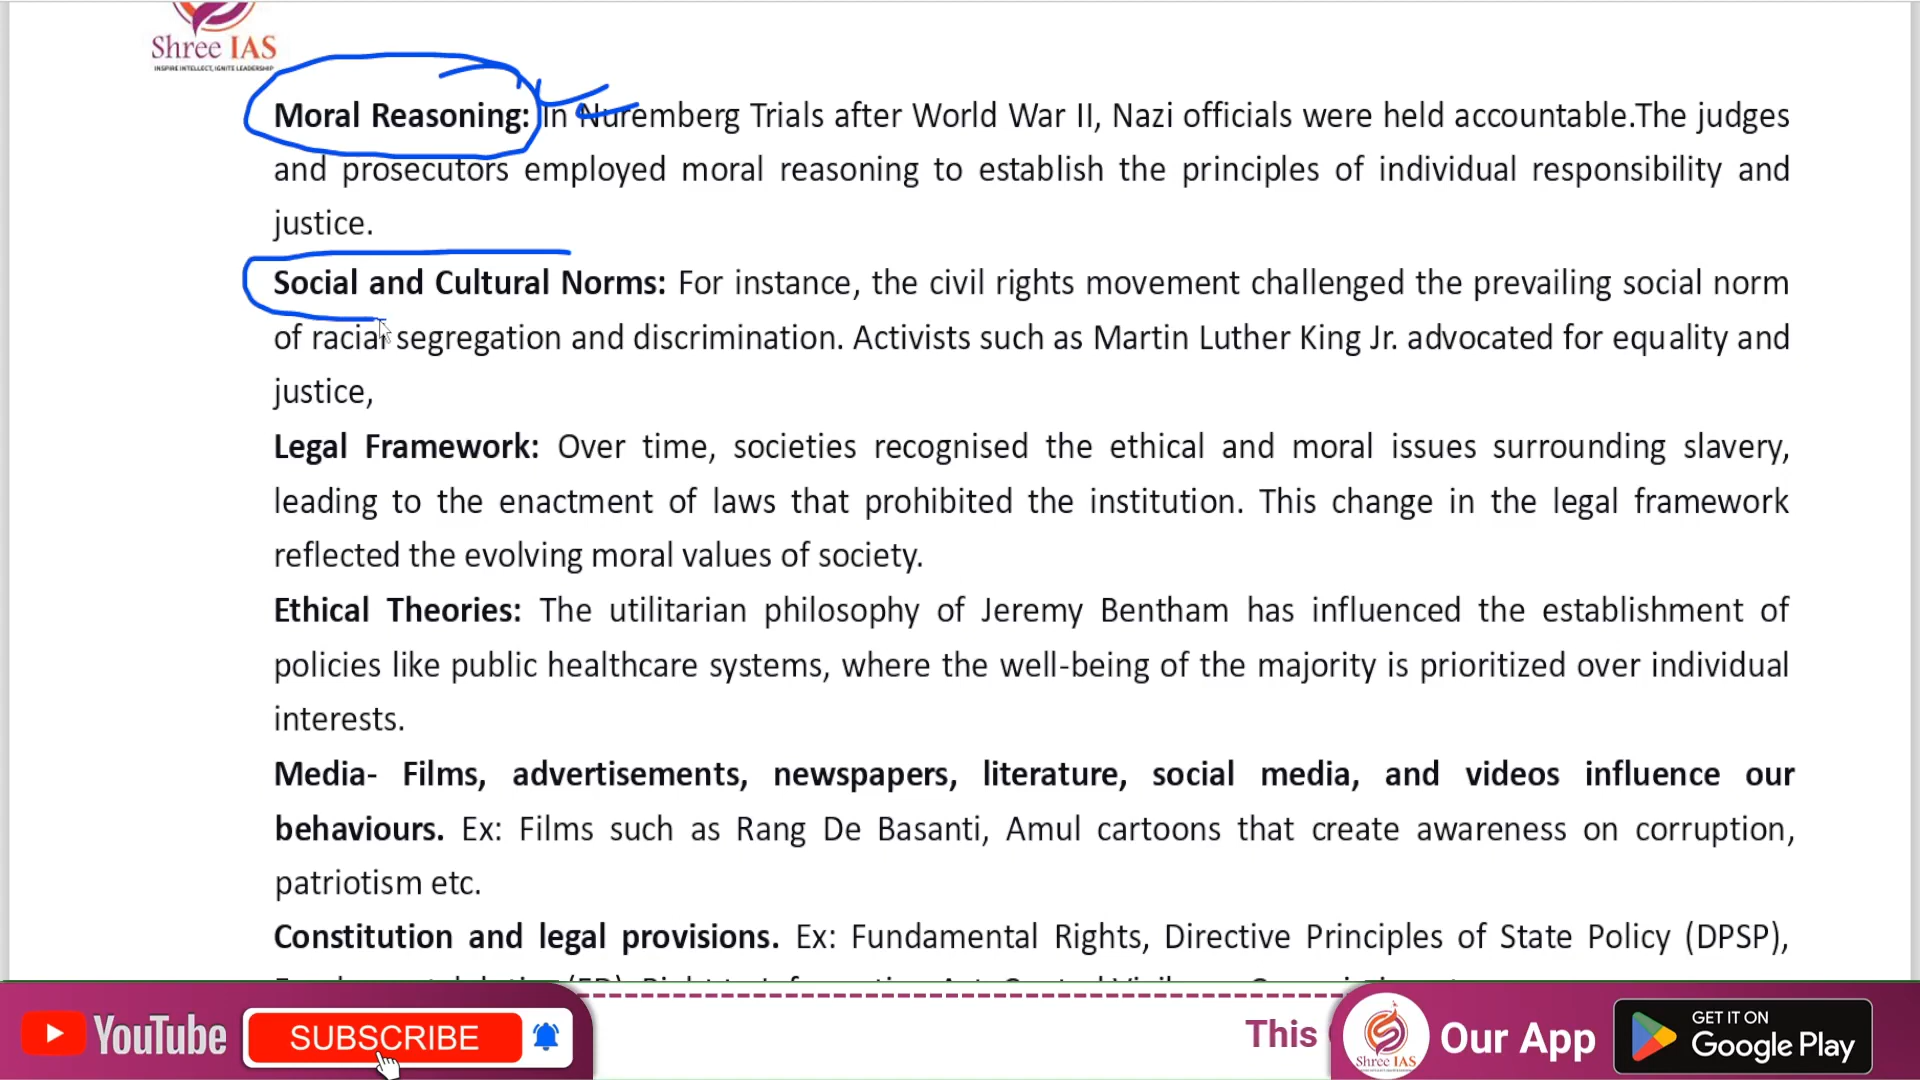 Shree IAS
INSPIRE INTELLECT, IGNITE LEADERSHIP
Moral Reasoning: In Nuremberg Trials after World War II, Nazi officials were held accountable.The judges
and prosecutors employed moral reasoning to establish the principles of individual responsibility and
justice.
Social and Cultural Norms: For instance, the civil rights movement challenged the prevailing social norm
of racial segregation and discrimination. Activists such as Martin Luther King Jr. advocated for equality and
justice,
Legal Framework: Over time, societies recognised the ethical and moral issues surrounding slavery,
leading to the enactment of laws that prohibited the institution. This change in the legal framework
reflected the evolving moral values of society.
Ethical Theories: The utilitarian philosophy of Jeremy Bentham has influenced the establishment of
policies like public healthcare systems, where the well-being of the majority is prioritized over individual
interests.
Media- Films, advertisements, newspapers, literature, social media, and videos influence our
behaviours. Ex: Films such as Rang De Basanti, Amul cartoons that create awareness on corruption,
patriotism etc.
Constitution and legal provisions. Ex: Fundamental Rights, Directive Principles of State Policy (DPSP),
YouTube SUBSCRIBE This Shree IAS Our App GET IT ON Google Play